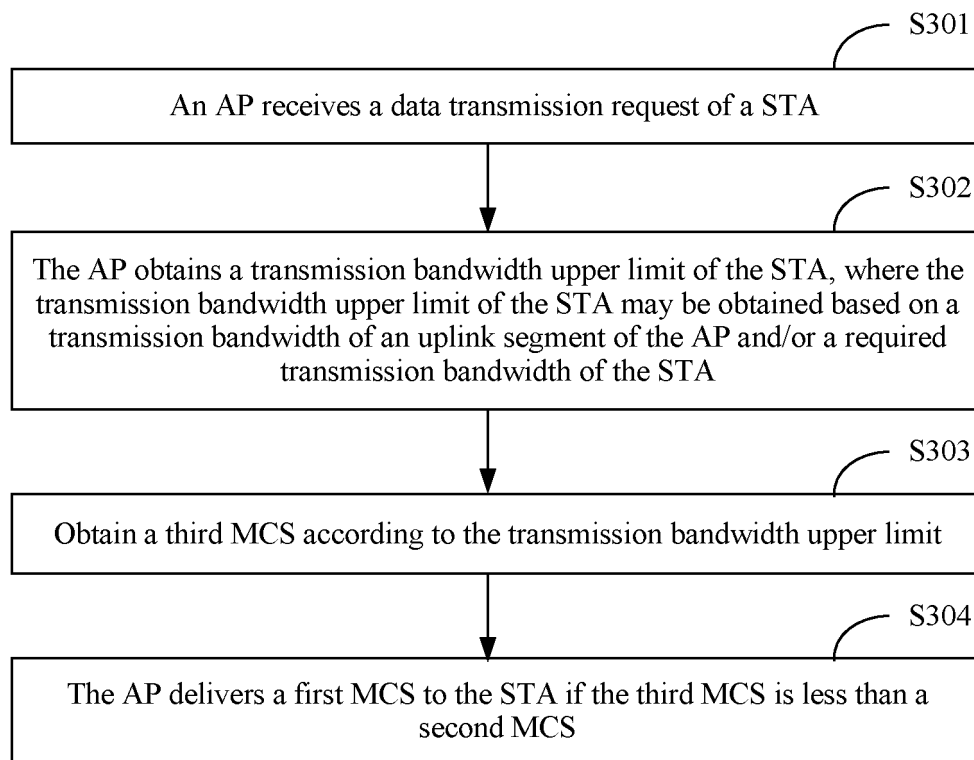 S301
An AP receives a data transmission request of a STA
S302
The AP obtains a transmission bandwidth upper limit of the STA, where the
transmission bandwidth upper limit of the STA may be obtained based on a
transmission bandwidth of an uplink segment of the AP and/or a required
transmission bandwidth of the STA
S303
Obtain a third MCS according to the transmission bandwidth upper limit
S304
The AP delivers a first MCS to the STA if the third MCS is less than a
second MCS